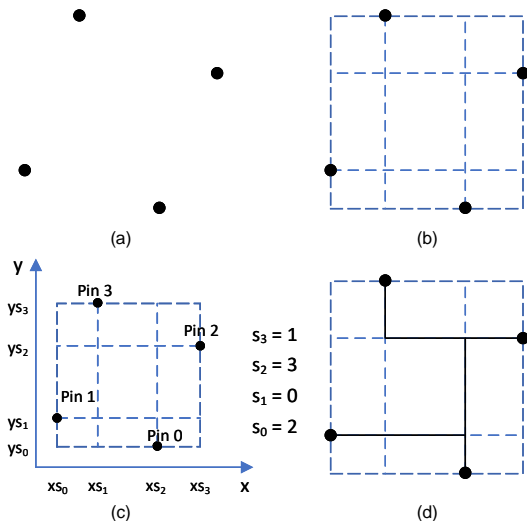 (a)
(b)
y
Pin 3
ys₃
Pin 2
ys₂
Pin 1
ys₁
Pin 0
ys₀
xs₀ xs₁ xs₂ xs₃ x
(c)
s₃ = 1
s₂ = 3
s₁ = 0
s₀ = 2
(d)